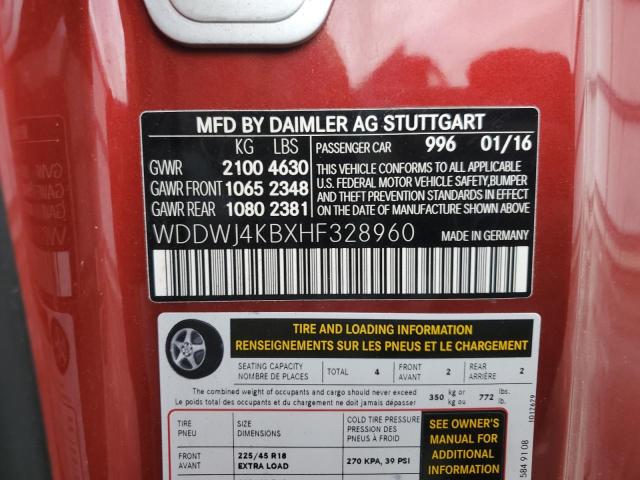 MFD BY DAIMLER AG STUTTGART
KG LBS PASSENGER CAR 996 01/16
GWR 2100 4630
GAWR FRONT 1065 2348
GAWR REAR 1080 2381
THIS VEHICLE CONFORMS TO ALL APPLICABLE
U.S. FEDERAL MOTOR VEHICLE SAFETY,BUMPER
AND THEFT PREVENTION STANDARDS IN EFFECT
ON THE DATE OF MANUFACTURE SHOWN ABOVE.
WDDWJ4KBXHF328960 MADE IN GERMANY
TIRE AND LOADING INFORMATION
RENSEIGNEMENTS SUR LES PNEUS ET LE CHARGEMENT
SEATING CAPACITY
NOMBRE DE PLACES
TOTAL 4
FRONT
AVANT 2
REAR
ARRIÈRE 2
The combined weight of occupants and cargo should never exceed
Le poids total des occupants et du chargement ne doit jamais dépasser
350 kg or
kg ou
772 lbs.
lb.
TIRE
PNEU
SIZE
DIMENSIONS
COLD TIRE PRESSURE
PRESSION DES PNEUS
À FROID
FRONT
AVANT
225/45 R18
EXTRA LOAD
270 KPA, 39 PSI
SEE OWNER'S
MANUAL FOR
ADDITIONAL
INFORMATION
584 91 08